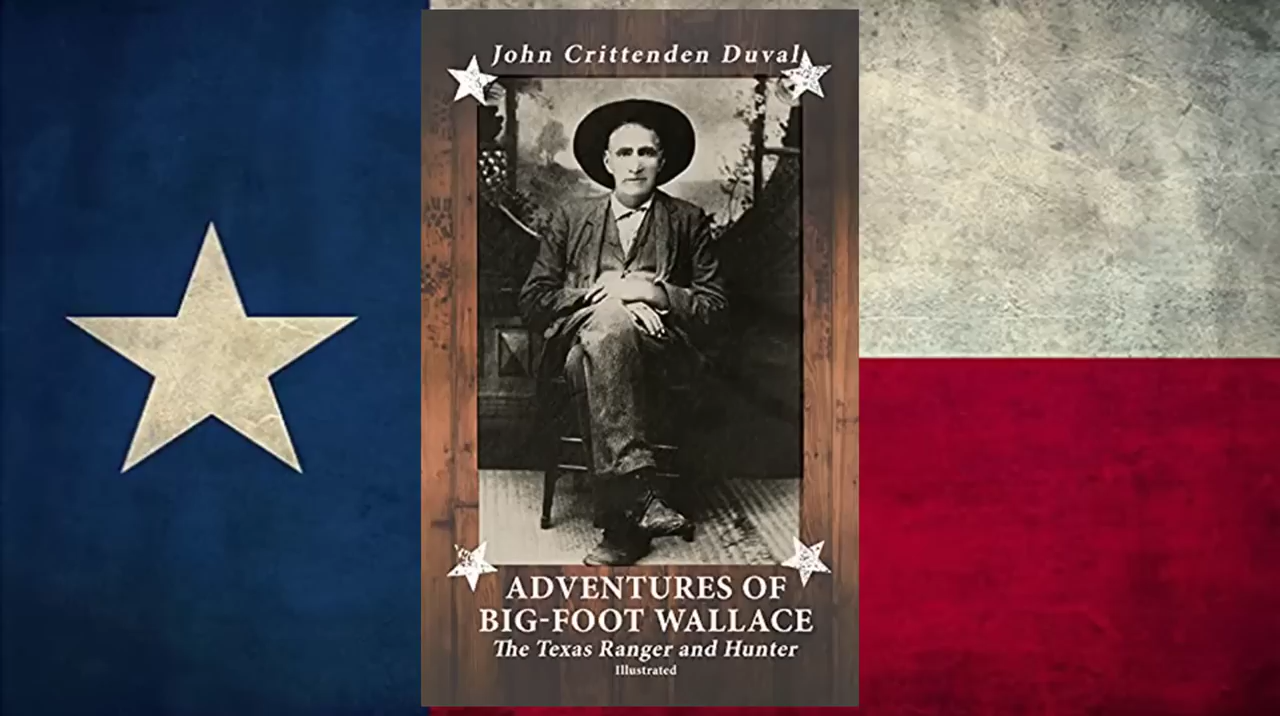 John Crittenden Duval
ADVENTURES OF
BIG-FOOT WALLACE
The Texas Ranger and Hunter
Illustrated